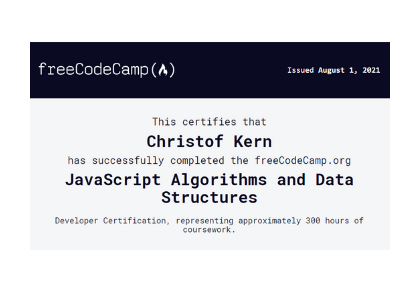 freeCodeCamp(🔥)
Issued August 1, 2021
This certifies that
Christof Kern
has successfully completed the freeCodeCamp.org
JavaScript Algorithms and Data
Structures
Developer Certification, representing approximately 300 hours of
coursework.